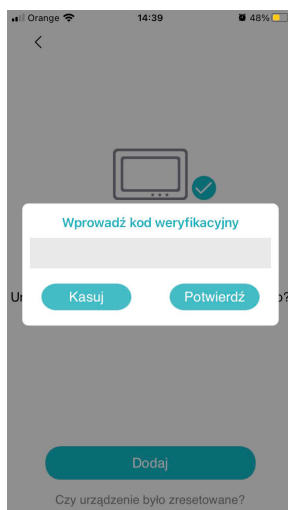 Orange 14:39 48%
Wprowadź kod weryfikacyjny
Kasuj Potwierdź
Dodaj
Czy urządzenie było zresetowane?